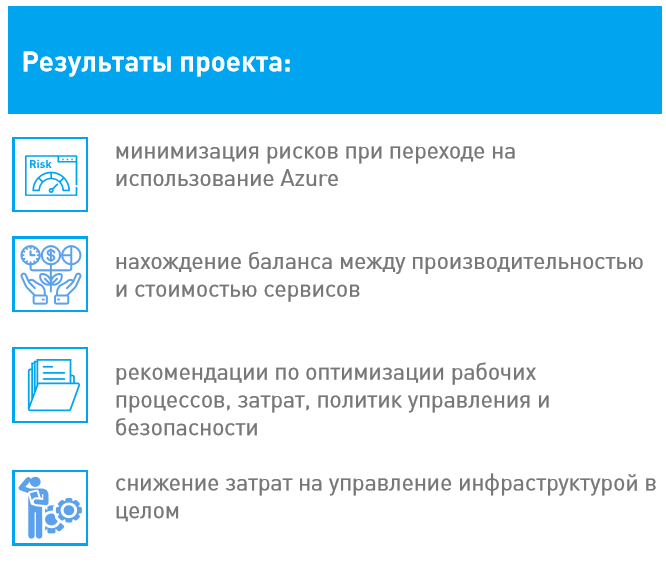 Результаты проекта:
Risk
минимизация рисков при переходе на
использование Azure
$
нахождение баланса между производительностью
и стоимостью сервисов
рекомендации по оптимизации рабочих
процессов, затрат, политик управления и
безопасности
снижение затрат на управление инфраструктурой в
целом